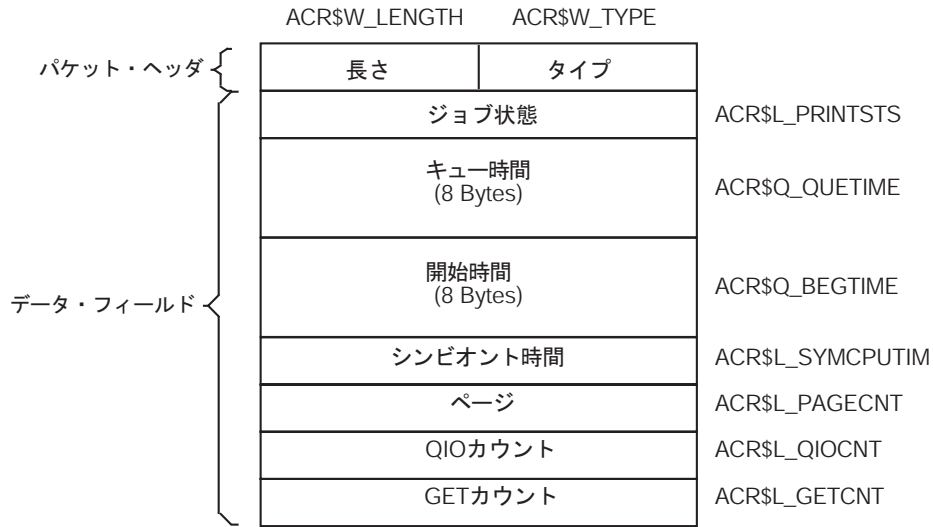 ACR$W_LENGTH ACR$W_TYPE
パケット・ヘッダ 長さ タイプ
ジョブ状態 ACR$L_PRINTSTS
キュー時間
(8 Bytes) ACR$Q_QUETIME
開始時間
(8 Bytes) ACR$Q_BEGTIME
データ・フィールド
シンビオント時間 ACR$L_SYMCPUTIM
ページ ACR$L_PAGECNT
QIOカウント ACR$L_QIOCNT
GETカウント ACR$L_GETCNT